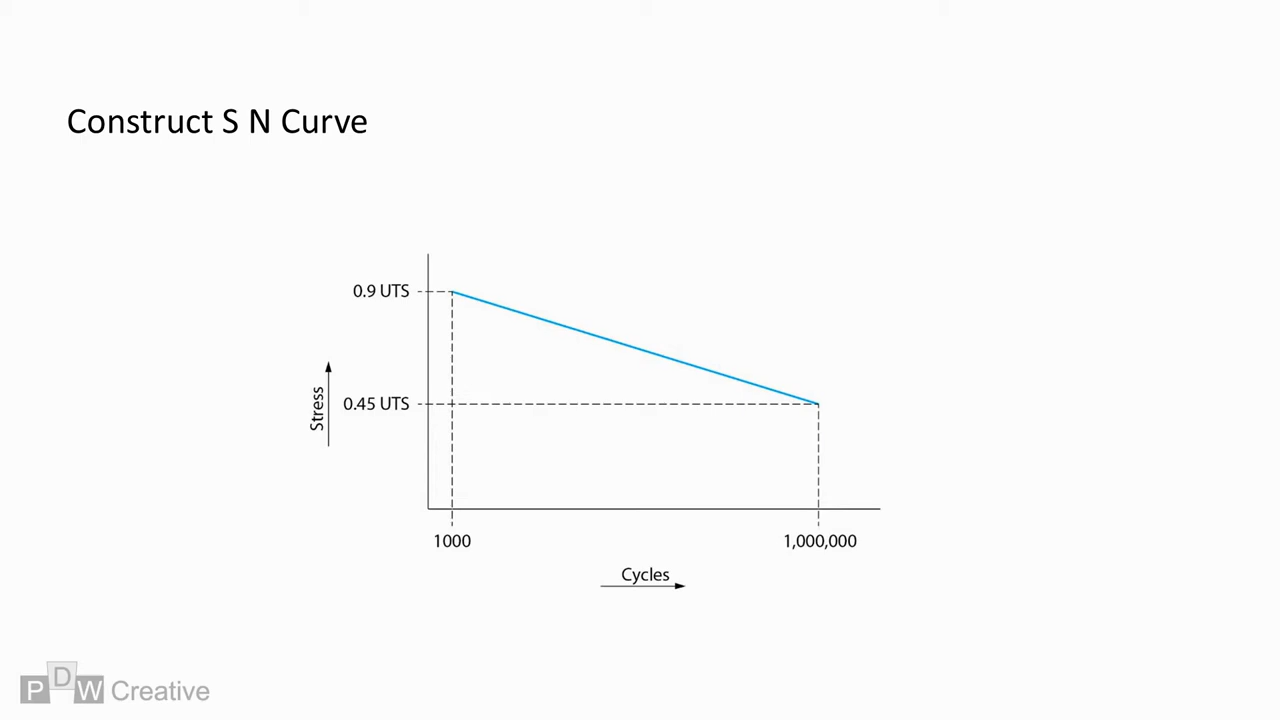 Construct S N Curve
0.9 UTS
0.45 UTS
Stress
1000
1,000,000
Cycles
PDW Creative